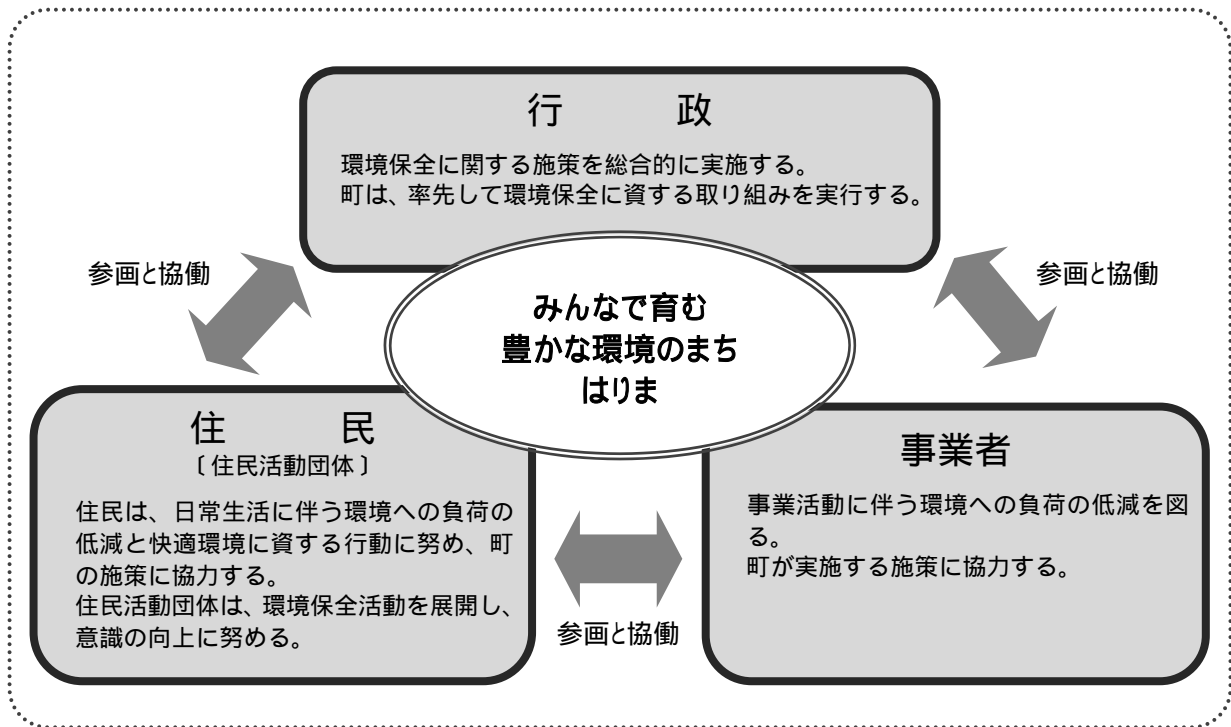 行　政
環境保全に関する施策を総合的に実施する。
町は、率先して環境保全に資する取り組みを実行する。
参画と協働
参画と協働
みんなで育む
豊かな環境のまち
はりま
住　民
〔住民活動団体〕
住民は、日常生活に伴う環境への負荷の
低減と快適環境に資する行動に努め、町
の施策に協力する。
住民活動団体は、環境保全活動を展開し、
意識の向上に努める。
事業者
事業活動に伴う環境への負荷の低減を図
る。
町が実施する施策に協力する。
参画と協働